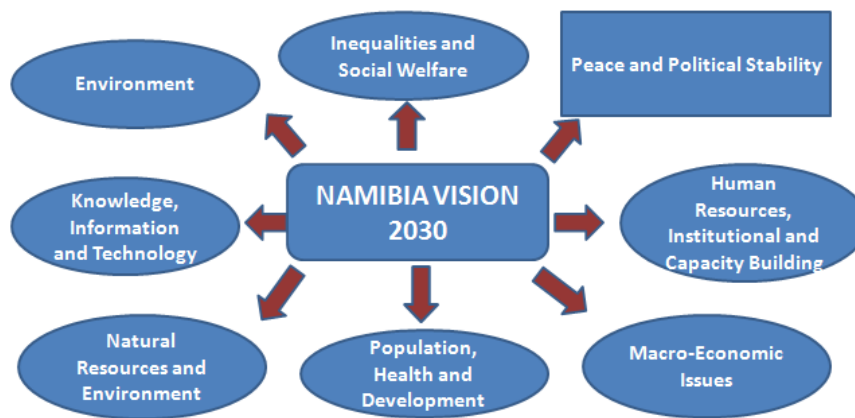 Environment
Inequalities and
Social Welfare
Peace and Political Stability
Knowledge,
Information
and Technology
NAMIBIA VISION
2030
Human
Resources,
Institutional and
Capacity Building
Natural
Resources and
Environment
Population,
Health and
Development
Macro-Economic
Issues